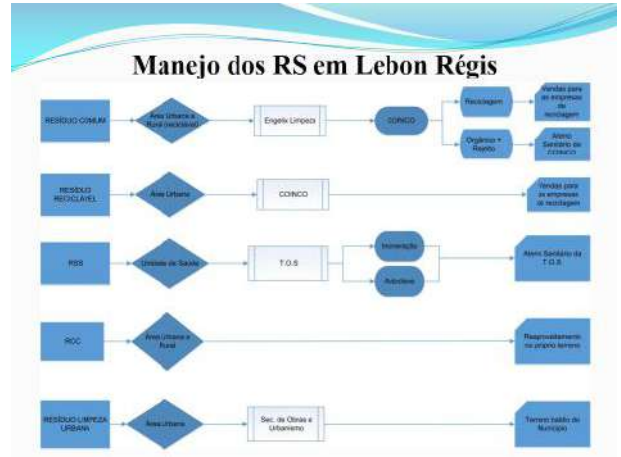 Manejo dos RS em Lebon Régis
RESÍDUO COMUM
Área Urbana e
Rural (reciclável)
Engelix Limpeza
COINCO
Reciclagem
Vendas para
as empresas
de
reciclagem
Orgânico +
Rejeito
Aterro
Sanitário da
COINCO
RESÍDUO
RECICLÁVEL
Área Urbana
COINCO
Vendas para
as empresas
de reciclagem
RSS
Unidade de Saúde
T.O.S
Incineração
Autoclave
Aterro Sanitário da
T.O.S
RCC
Área Urbana e
Rural
Reaproveitamento
no próprio terreno
RESÍDUO LIMPEZA
URBANA
Área Urbana
Sec. de Obras e
Urbanismo
Terreno baldio do
Município